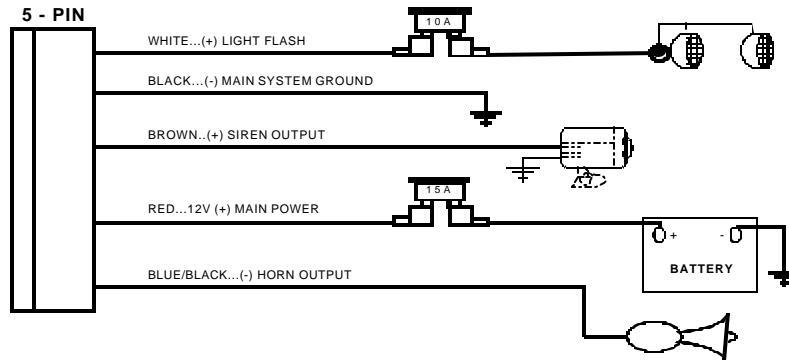 5 - PIN
10A
WHITE...(+) LIGHT FLASH
BLACK...(-) MAIN SYSTEM GROUND
BROWN..(+) SIREN OUTPUT
15A
RED...12V (+) MAIN POWER
+ -
BATTERY
BLUE/BLACK...(-) HORN OUTPUT